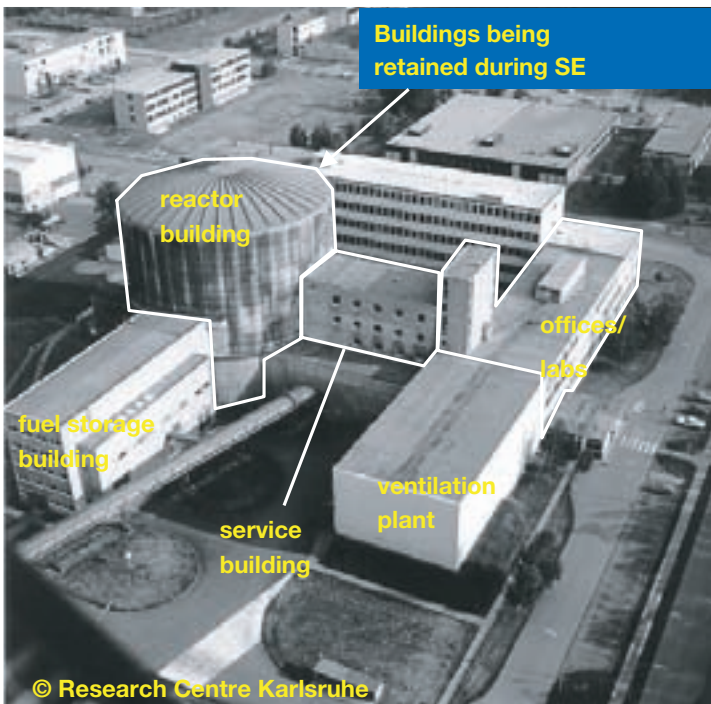 Buildings being
retained during SE
reactor
building
offices/
labs
fuel storage
building
ventilation
plant
service
building
© Research Centre Karlsruhe